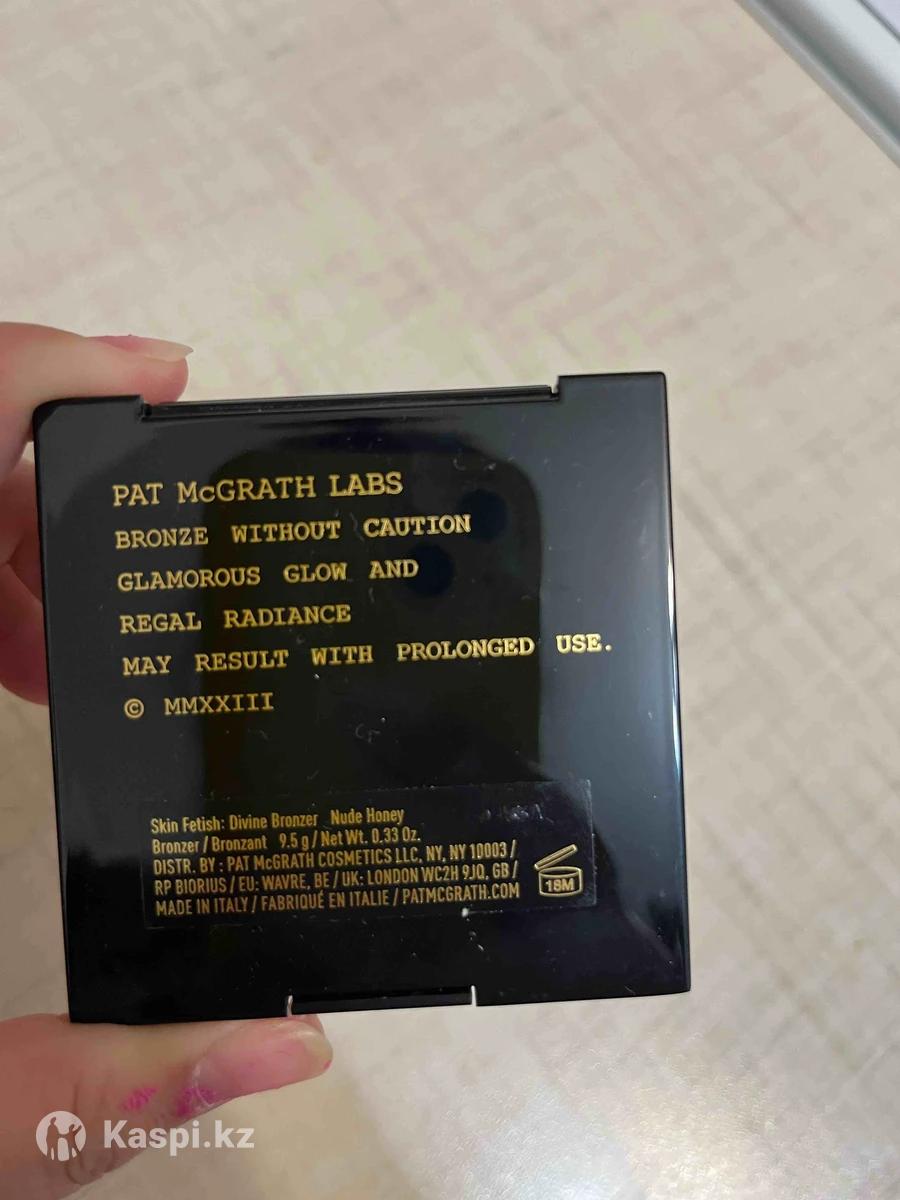 PAT McGRATH LABS
BRONZE WITHOUT CAUTION
GLAMOROUS GLOW AND
REGAL RADIANCE
MAY RESULT WITH PROLONGED USE.
© MMXXIII
Skin Fetish: Divine Bronzer Nude Honey
Bronzer / Bronzant 9.5 g / Net Wt. 0.33 Oz.
DISTR. BY : PAT McGRATH COSMETICS LLC, NY, NY 10003 /
RP BIORIUS / EU: WAVRE, BE / UK: LONDON WC2H 9JQ, GB /
MADE IN ITALY / FABRIQUÉ EN ITALIE / PATMCGRATH.COM
18M
Kaspi.kz